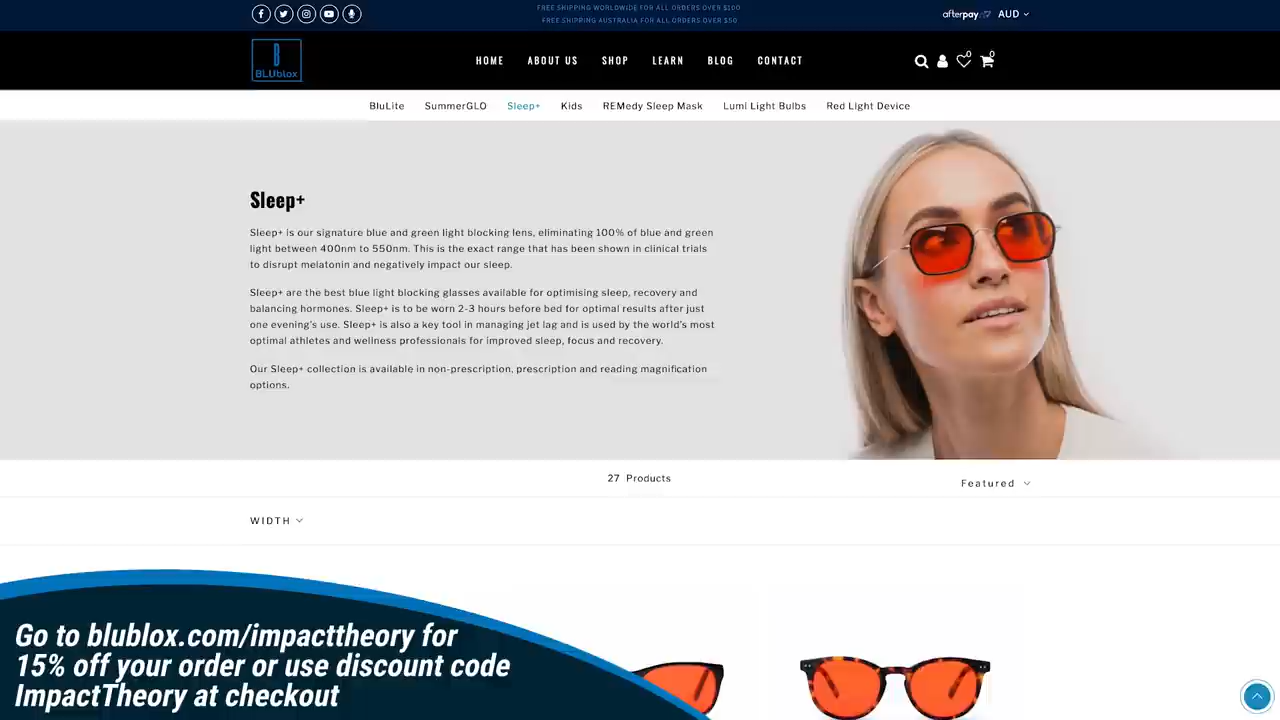 FREE SHIPPING WORLDWIDE FOR ALL ORDERS OVER $100
FREE SHIPPING AUSTRALIA FOR ALL ORDERS OVER $50
afterpay AUD
B
BLUblox
HOME ABOUT US SHOP LEARN BLOG CONTACT
0 0
BluLite SummerGLO Sleep+ Kids REMedy Sleep Mask Lumi Light Bulbs Red Light Device
Sleep+
Sleep+ is our signature blue and green light blocking lens, eliminating 100% of blue and green
light between 400nm to 550nm. This is the exact range that has been shown in clinical trials
to disrupt melatonin and negatively impact our sleep.
Sleep+ are the best blue light blocking glasses available for optimising sleep, recovery and
balancing hormones. Sleep+ is to be worn 2-3 hours before bed for optimal results after just
one evening's use. Sleep+ is also a key tool in managing jet lag and is used by the world's most
optimal athletes and wellness professionals for improved sleep, focus and recovery.
Our Sleep+ collection is available in non-prescription, prescription and reading magnification
options.
27 Products
Featured
WIDTH
Go to blublox.com/impacttheory for
15% off your order or use discount code
ImpactTheory at checkout